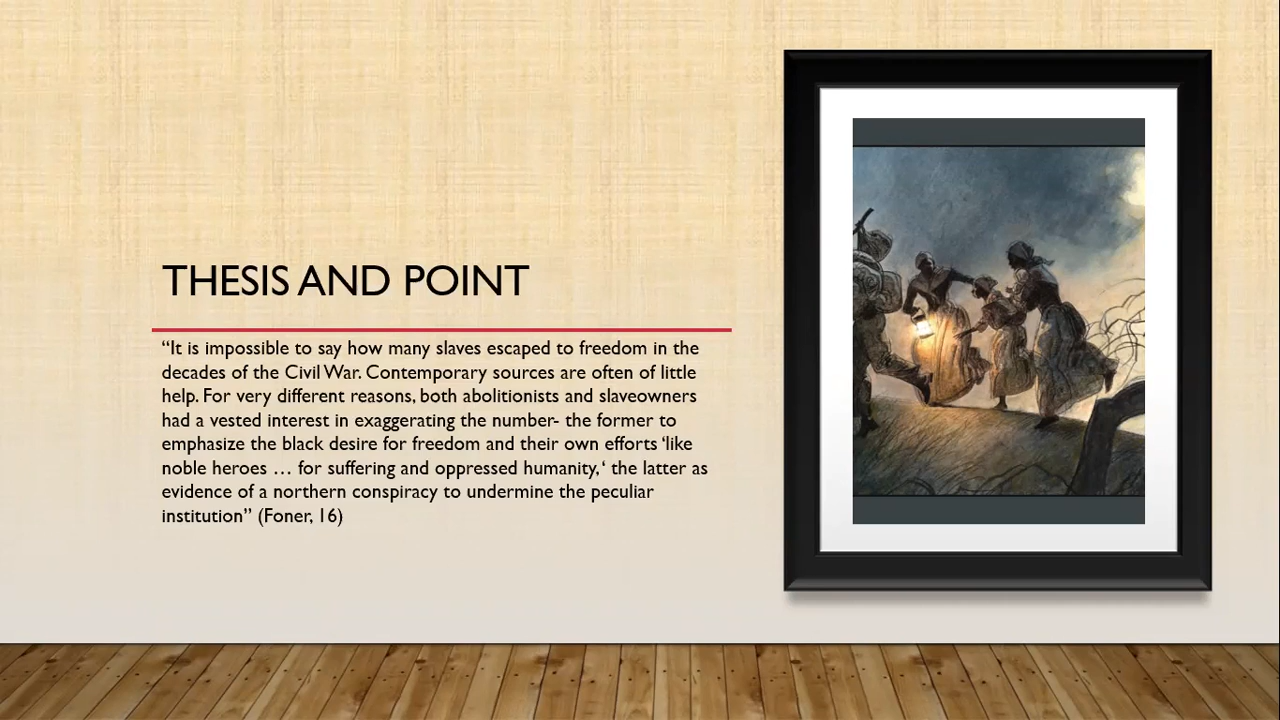 THESIS AND POINT
“It is impossible to say how many slaves escaped to freedom in the
decades of the Civil War. Contemporary sources are often of little
help. For very different reasons, both abolitionists and slaveowners
had a vested interest in exaggerating the number- the former to
emphasize the black desire for freedom and their own efforts ‘like
noble heroes … for suffering and oppressed humanity,‘ the latter as
evidence of a northern conspiracy to undermine the peculiar
institution” (Foner, 16)